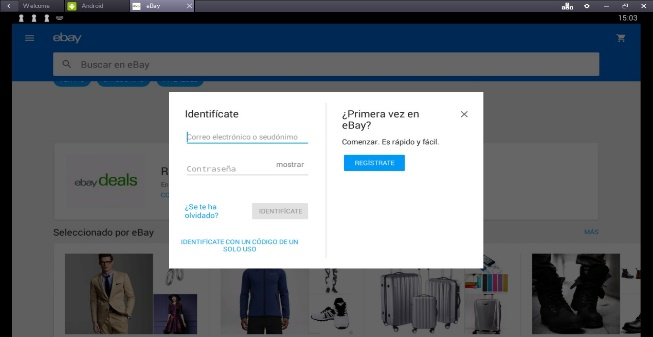 Welcome
Android
eBay
15:03
ebay
Buscar en eBay
Identifícate
Correo electrónico o seudónimo
Contraseña
mostrar
¿Se te ha
olvidado?
IDENTIFÍCATE
IDENTIFÍCATE CON UN CÓDIGO DE UN
SOLO USO
¿Primera vez en
eBay?
Comenzar. Es rápido y fácil.
REGÍSTRATE
ebay deals
Seleccionado por eBay
MÁS